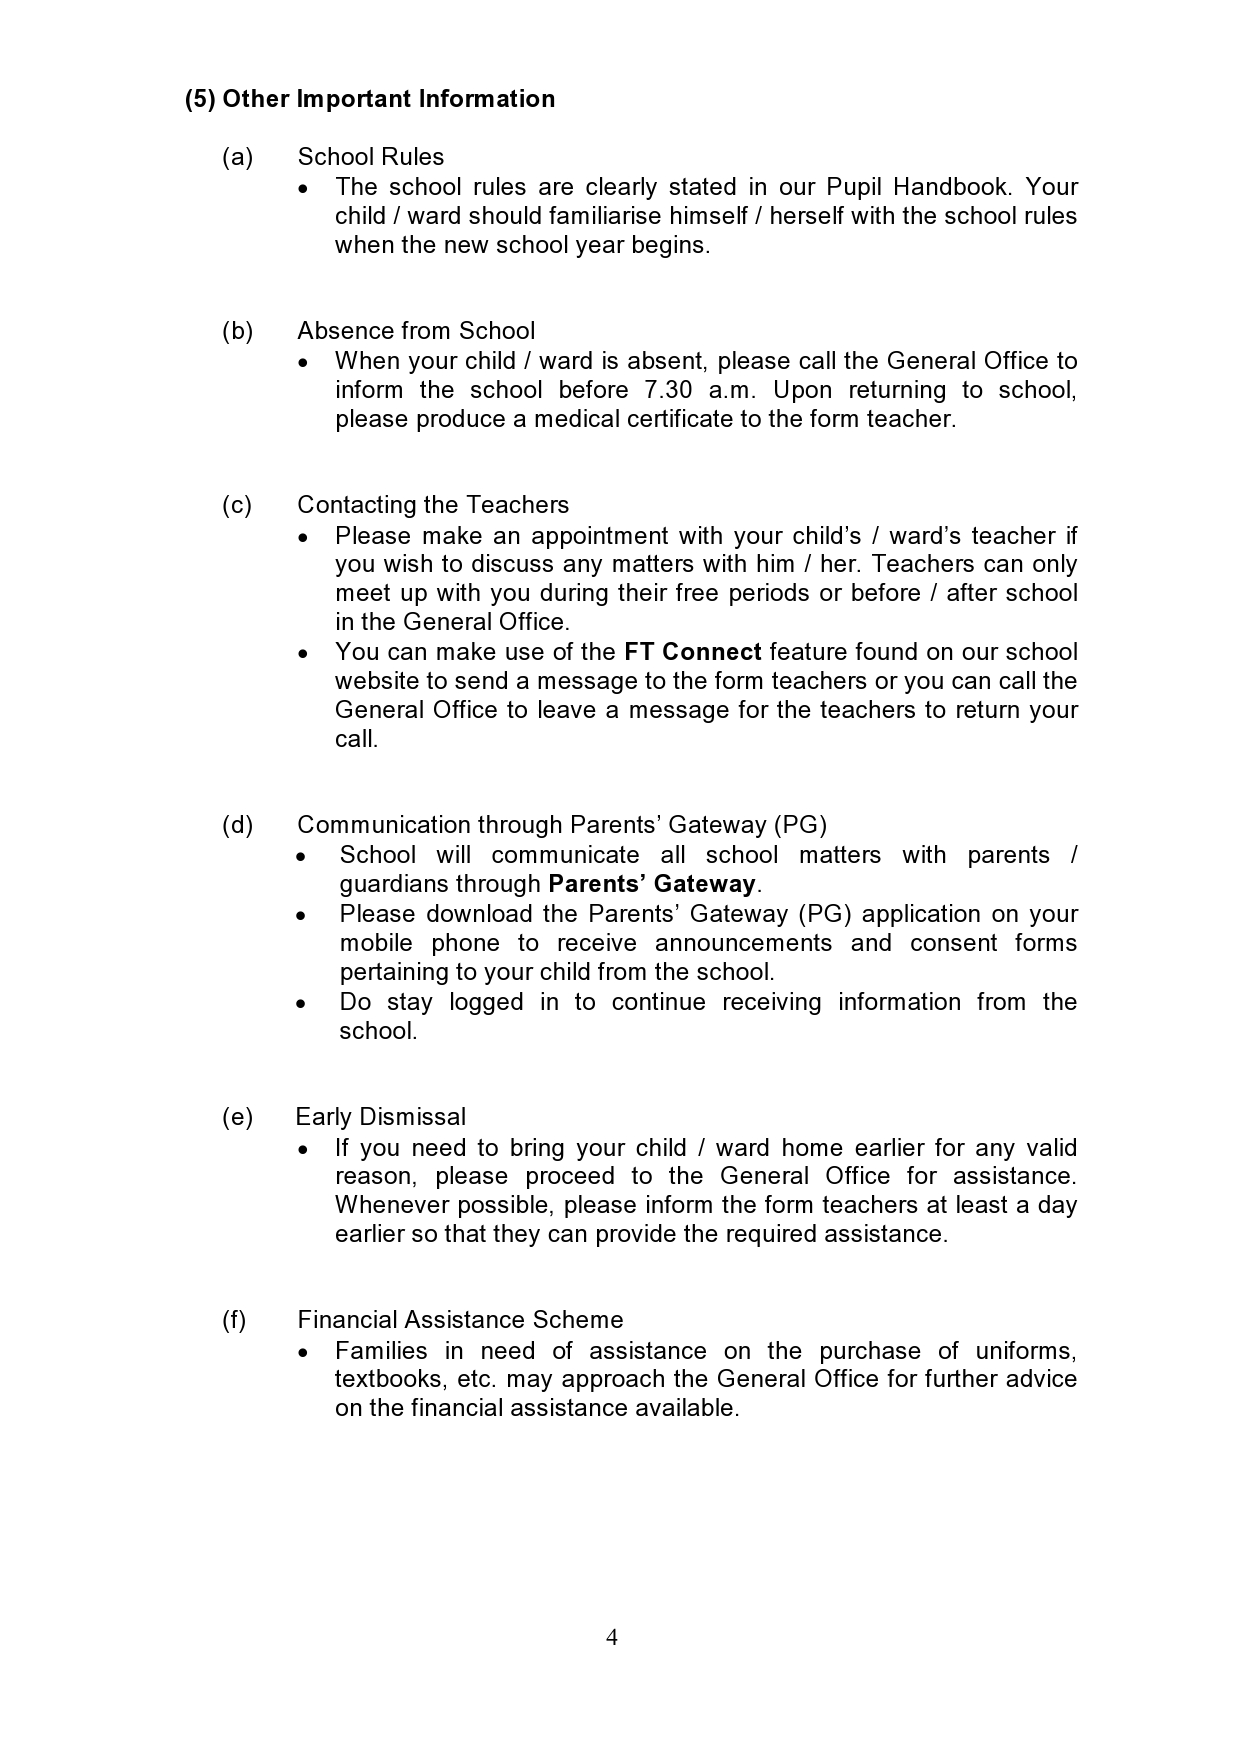 (5) Other Important Information
(a) School Rules
• The school rules are clearly stated in our Pupil Handbook. Your
child / ward should familiarise himself / herself with the school rules
when the new school year begins.
(b) Absence from School
• When your child / ward is absent, please call the General Office to
inform the school before 7.30 a.m. Upon returning to school,
please produce a medical certificate to the form teacher.
(c) Contacting the Teachers
• Please make an appointment with your child’s / ward’s teacher if
you wish to discuss any matters with him / her. Teachers can only
meet up with you during their free periods or before / after school
in the General Office.
• You can make use of the FT Connect feature found on our school
website to send a message to the form teachers or you can call the
General Office to leave a message for the teachers to return your
call.
(d) Communication through Parents’ Gateway (PG)
• School will communicate all school matters with parents /
guardians through Parents’ Gateway.
• Please download the Parents’ Gateway (PG) application on your
mobile phone to receive announcements and consent forms
pertaining to your child from the school.
• Do stay logged in to continue receiving information from the
school.
(e) Early Dismissal
• If you need to bring your child / ward home earlier for any valid
reason, please proceed to the General Office for assistance.
Whenever possible, please inform the form teachers at least a day
earlier so that they can provide the required assistance.
(f) Financial Assistance Scheme
• Families in need of assistance on the purchase of uniforms,
textbooks, etc. may approach the General Office for further advice
on the financial assistance available.
4